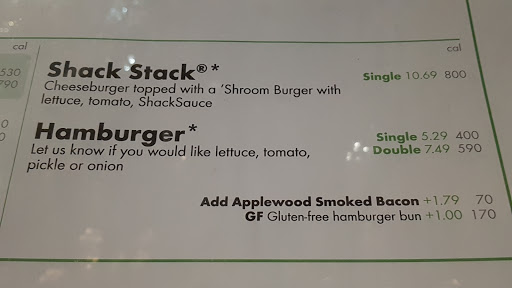 cal
cal
530
790
0
0
Shack Stack®*
Single 10.69 800
Cheeseburger topped with a 'Shroom Burger with
lettuce, tomato, ShackSauce
Hamburger*
Single 5.29 400
Let us know if you would like lettuce, tomato,
Double 7.49 590
pickle or onion
Add Applewood Smoked Bacon +1.79 70
GF Gluten-free hamburger bun +1.00 170